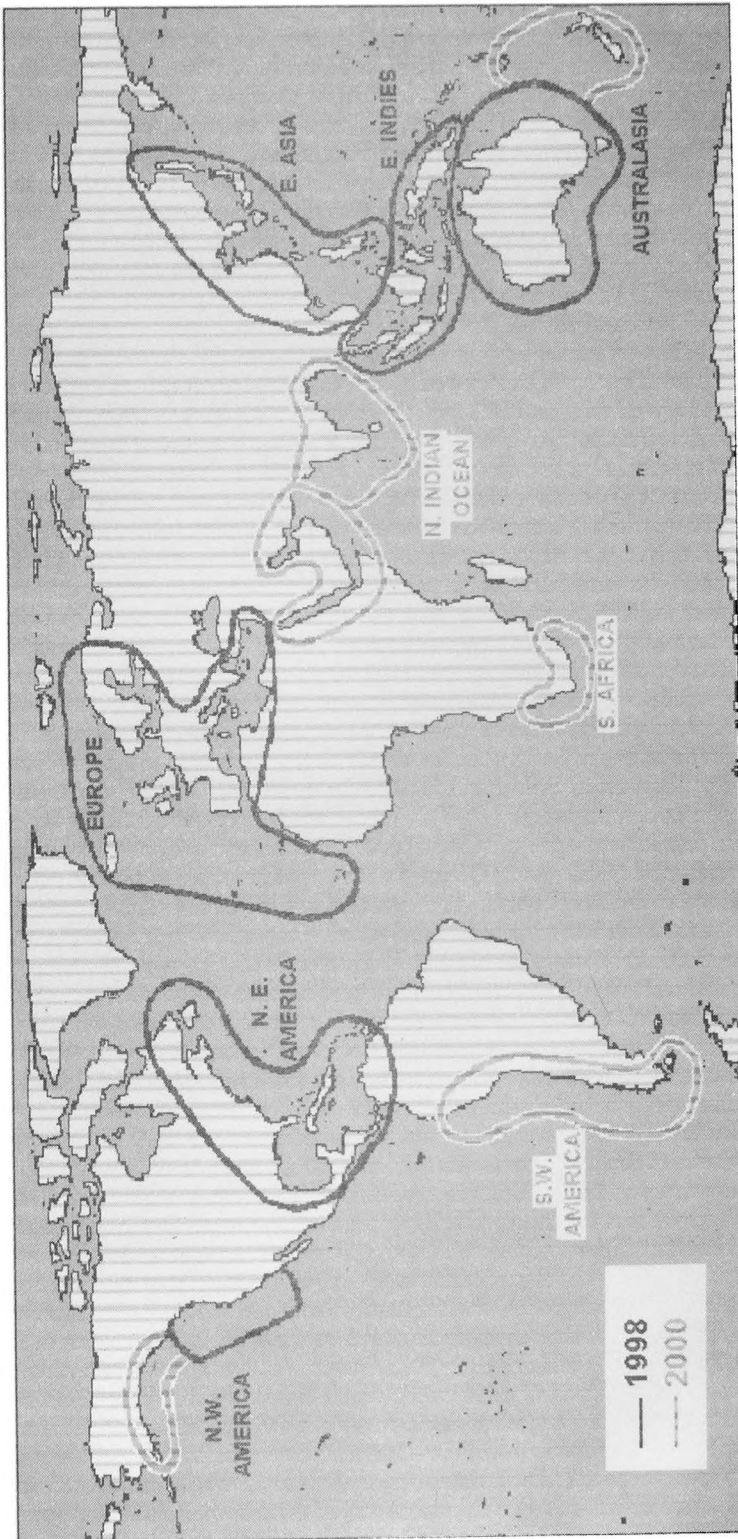 EUROPE
E. ASIA
N. E.
AMERICA
N.W.
AMERICA
E. INDIES
N. INDIAN
OCEAN
S.W.
AMERICA
S. AFRICA
AUSTRALASIA
1998
2000